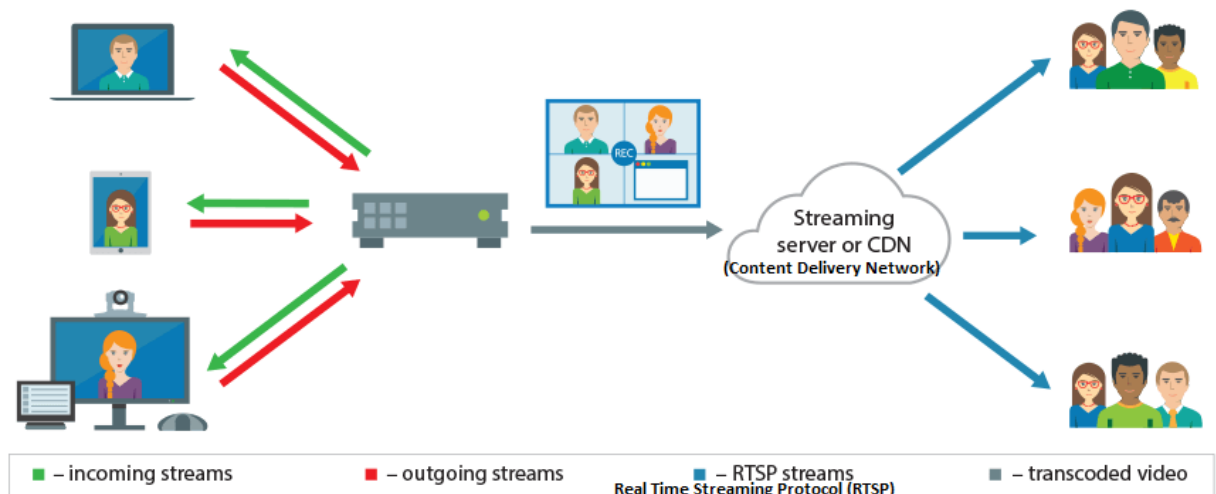 REC
Streaming
server or CDN
(Content Delivery Network)
– incoming streams – outgoing streams – RTSP streams – transcoded video
Real Time Streaming Protocol (RTSP)